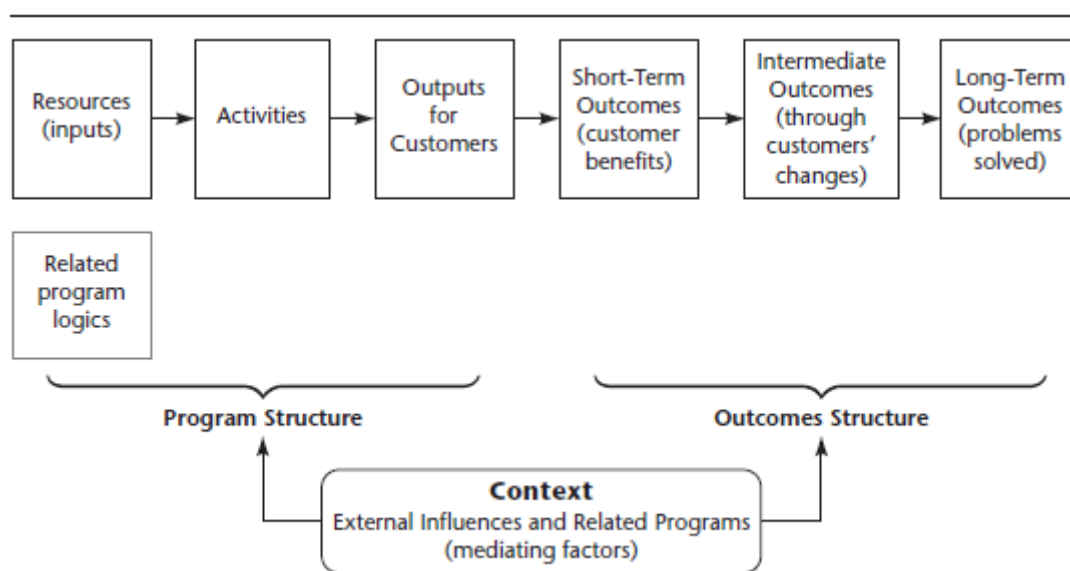 Resources
(inputs)
Activities
Outputs
for
Customers
Short-Term
Outcomes
(customer
benefits)
Intermediate
Outcomes
(through
customers'
changes)
Long-Term
Outcomes
(problems
solved)
Related
program
logics
Program Structure
Outcomes Structure
Context
External Influences and Related Programs
(mediating factors)